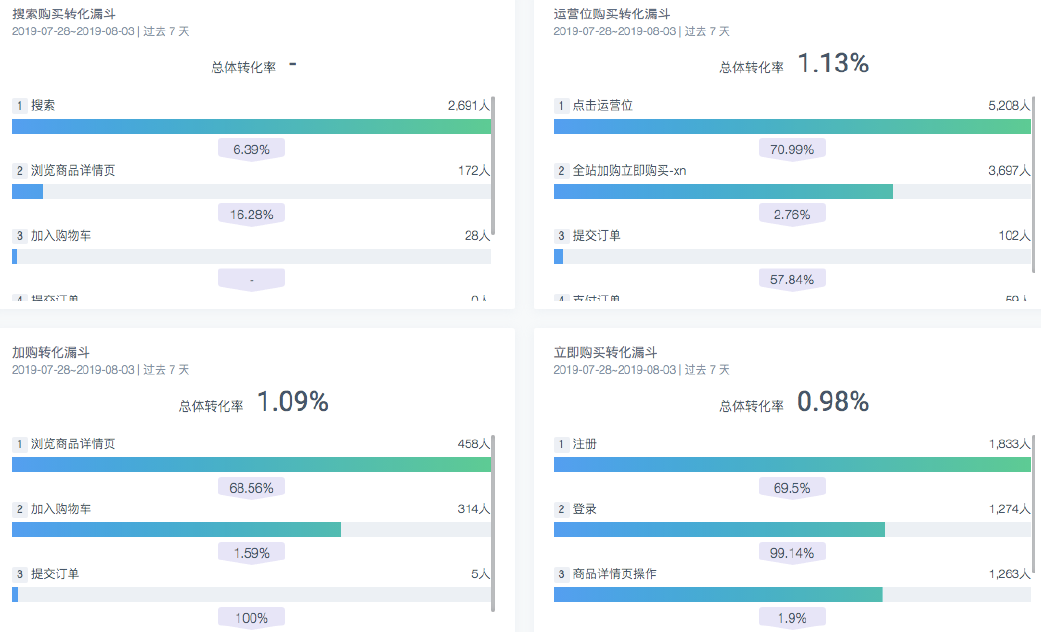 搜索购买转化漏斗
2019-07-28~2019-08-03 | 过去 7 天
总体转化率 -
1 搜索 2,691人
6.39%
2 浏览商品详情页 172人
16.28%
3 加入购物车 28人
-
4 提交订单 0人
运营位购买转化漏斗
2019-07-28~2019-08-03 | 过去 7 天
总体转化率 1.13%
1 点击运营位 5,208人
70.99%
2 全站加购立即购买-xn 3,697人
2.76%
3 提交订单 102人
57.84%
4 支付订单 59人
加购转化漏斗
2019-07-28~2019-08-03 | 过去 7 天
总体转化率 1.09%
1 浏览商品详情页 458人
68.56%
2 加入购物车 314人
1.59%
3 提交订单 5人
100%
立即购买转化漏斗
2019-07-28~2019-08-03 | 过去 7 天
总体转化率 0.98%
1 注册 1,833人
69.5%
2 登录 1,274人
99.14%
3 商品详情页操作 1,263人
1.9%